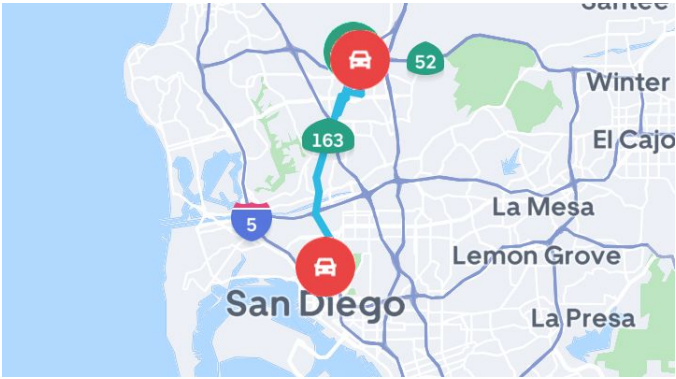 Santee
52
Winter
163
El Cajo
La Mesa
5
Lemon Grove
San Diego
La Presa